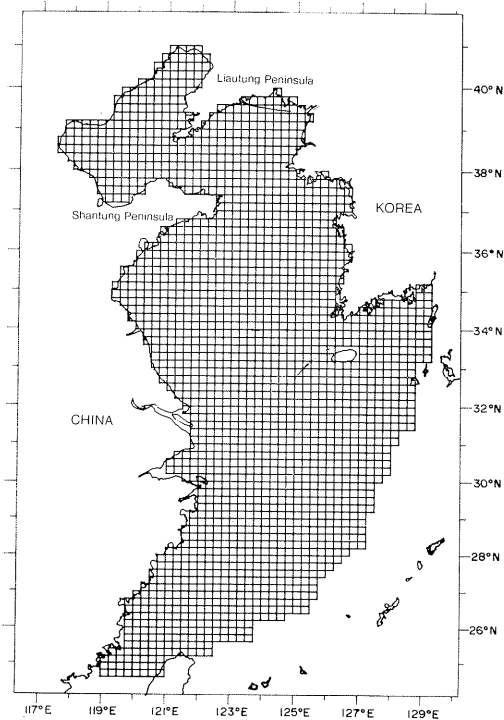 Liautung Peninsula
40°N
38°N
Shantung Peninsula
KOREA
36°N
34°N
CHINA
32°N
30°N
28°N
26°N
117°E 119°E 121°E 123°E 125°E 127°E 129°E